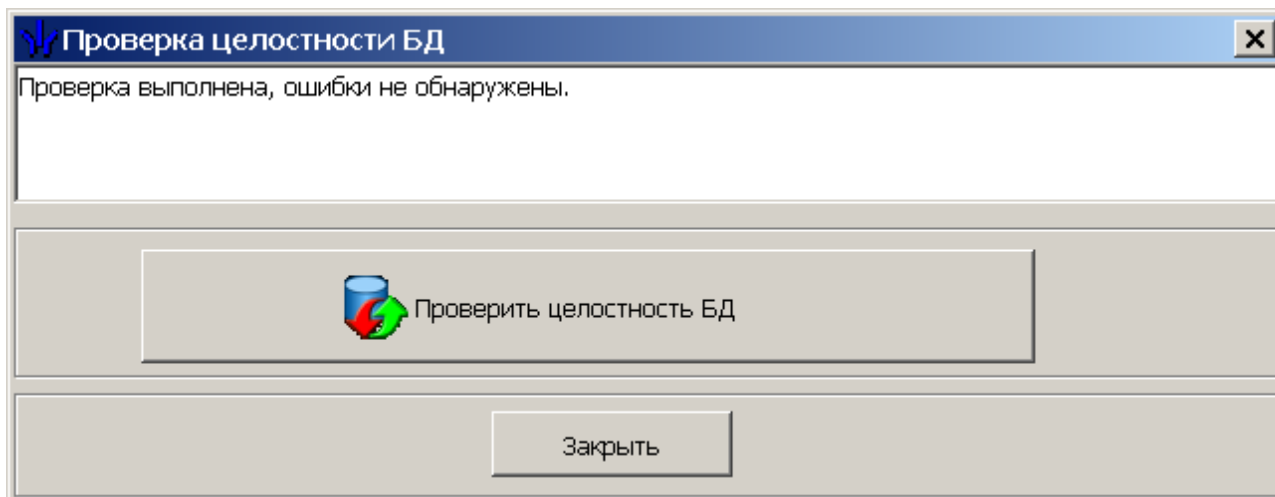 Проверка целостности БД
Проверка выполнена, ошибки не обнаружены.
Проверить целостность БД
Закрыть